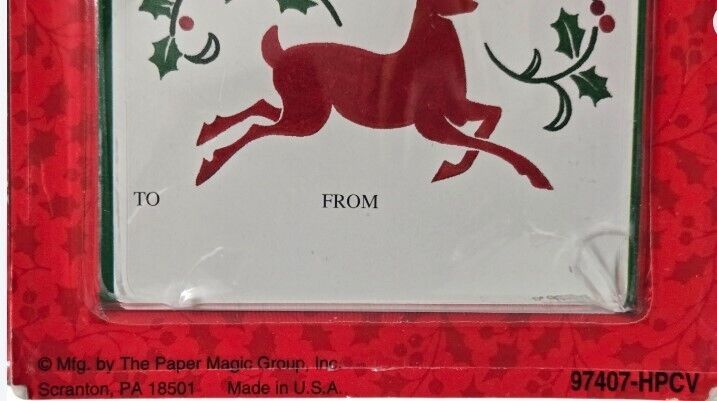 TO FROM
© Mfg. by The Paper Magic Group, Inc.
Scranton, PA 18501 Made in U.S.A.
97407-HPCV